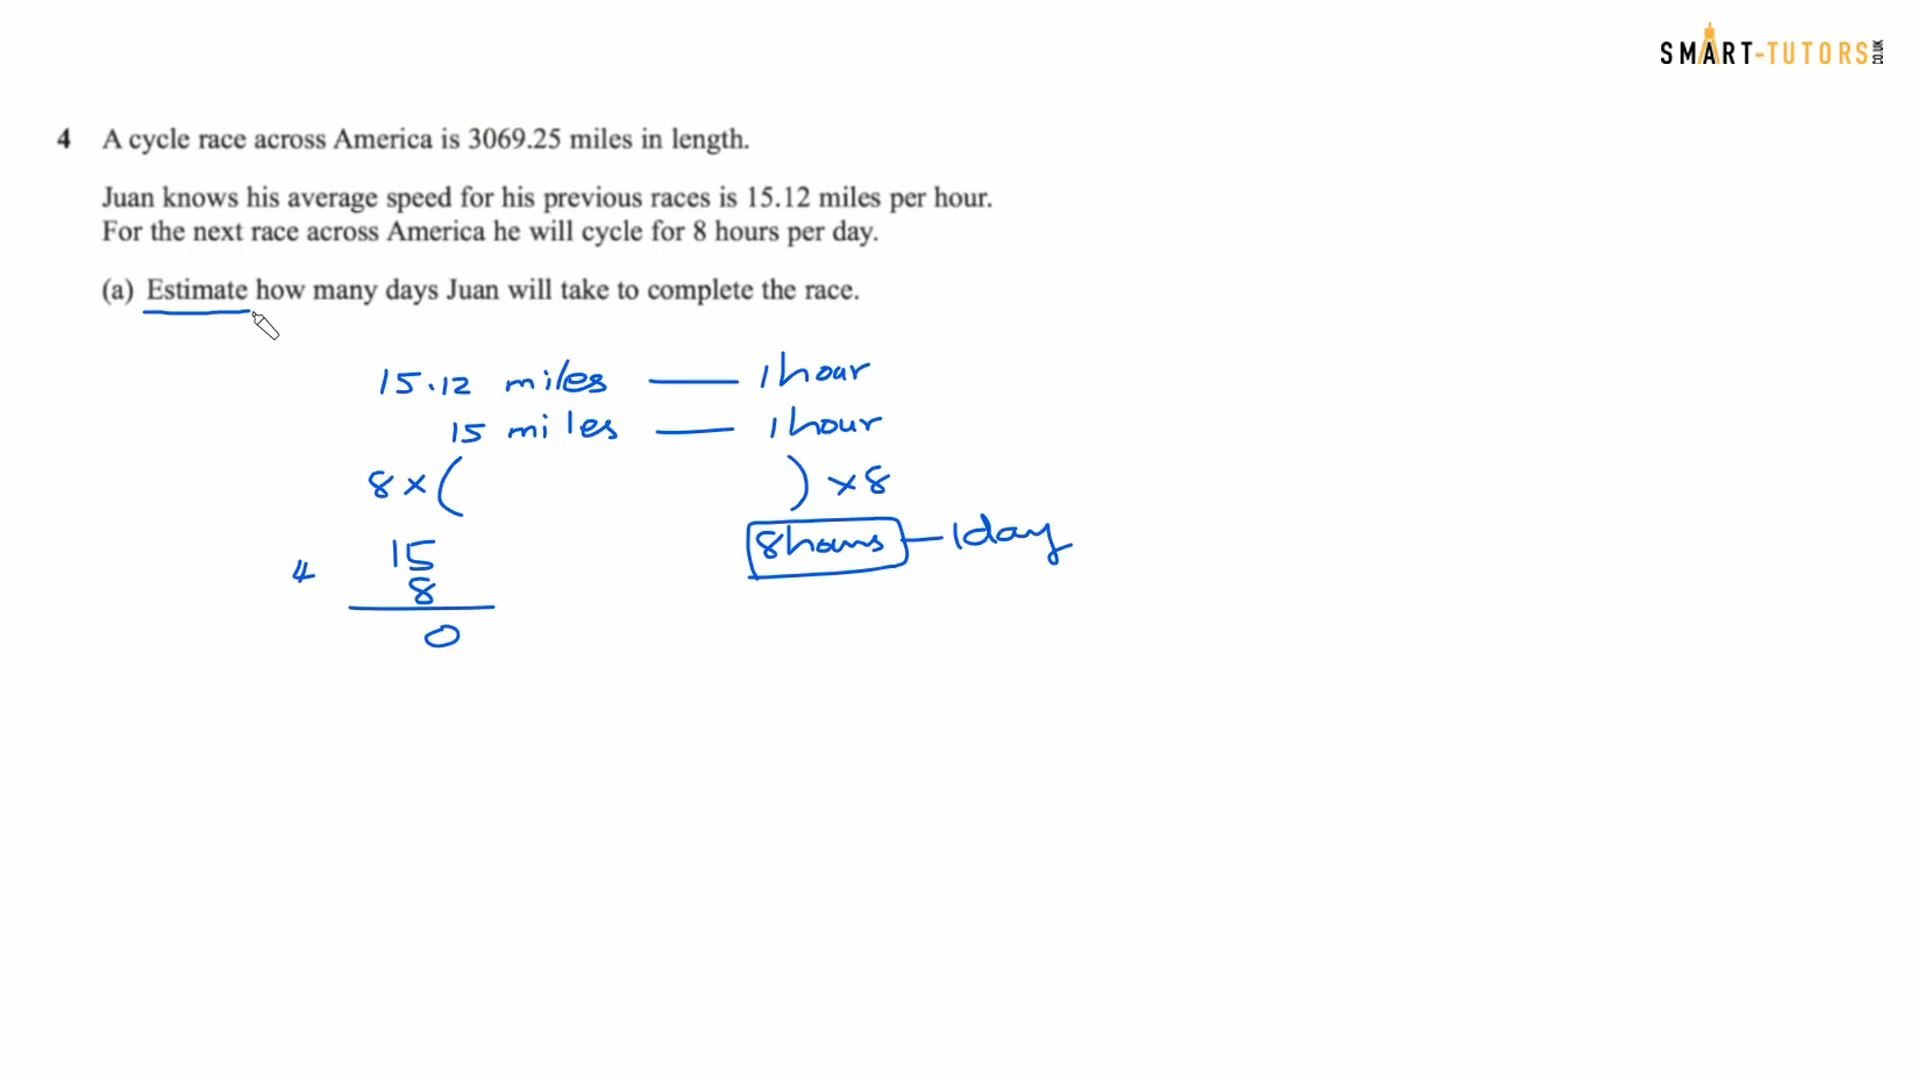 SMART-TUTORS.CO.UK
4 A cycle race across America is 3069.25 miles in length.
Juan knows his average speed for his previous races is 15.12 miles per hour.
For the next race across America he will cycle for 8 hours per day.
(a) Estimate how many days Juan will take to complete the race.
15.12 miles — 1 hour
15 miles — 1 hour
8 × ( ) × 8
8 hours — 1 day
15
4
8
0